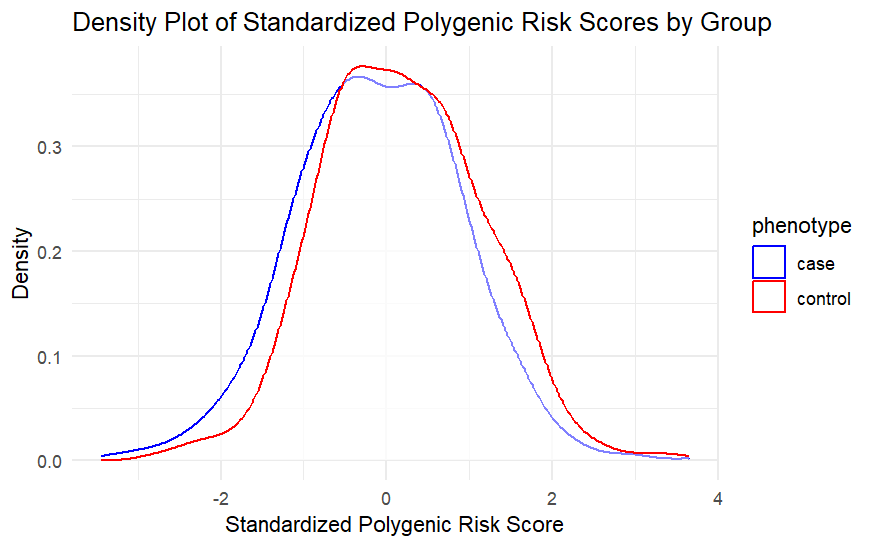 Density Plot of Standardized Polygenic Risk Scores by Group
Density
0.3
0.2
0.1
0.0
-2 0 2 4
Standardized Polygenic Risk Score
phenotype
case
control